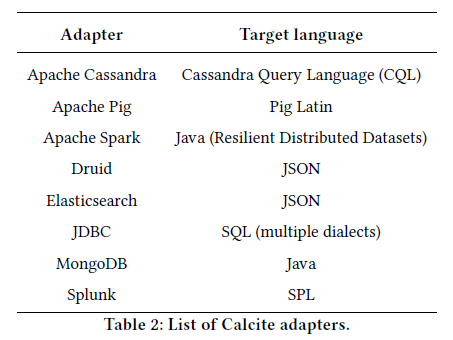 Adapter Target language
Apache Cassandra Cassandra Query Language (CQL)
Apache Pig Pig Latin
Apache Spark Java (Resilient Distributed Datasets)
Druid JSON
Elasticsearch JSON
JDBC SQL (multiple dialects)
MongoDB Java
Splunk SPL
Table 2: List of Calcite adapters.